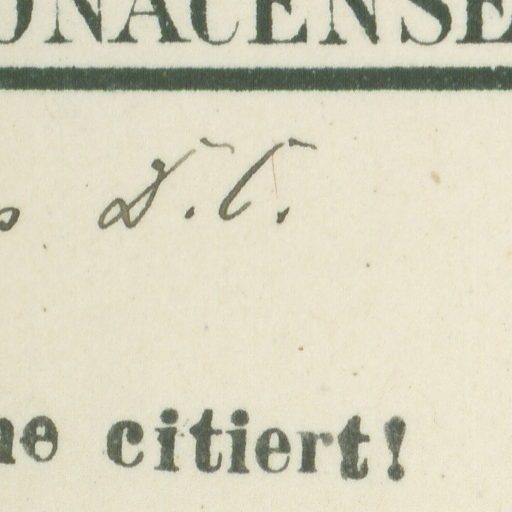 ONACENSE
s D.C.
ne citiert!